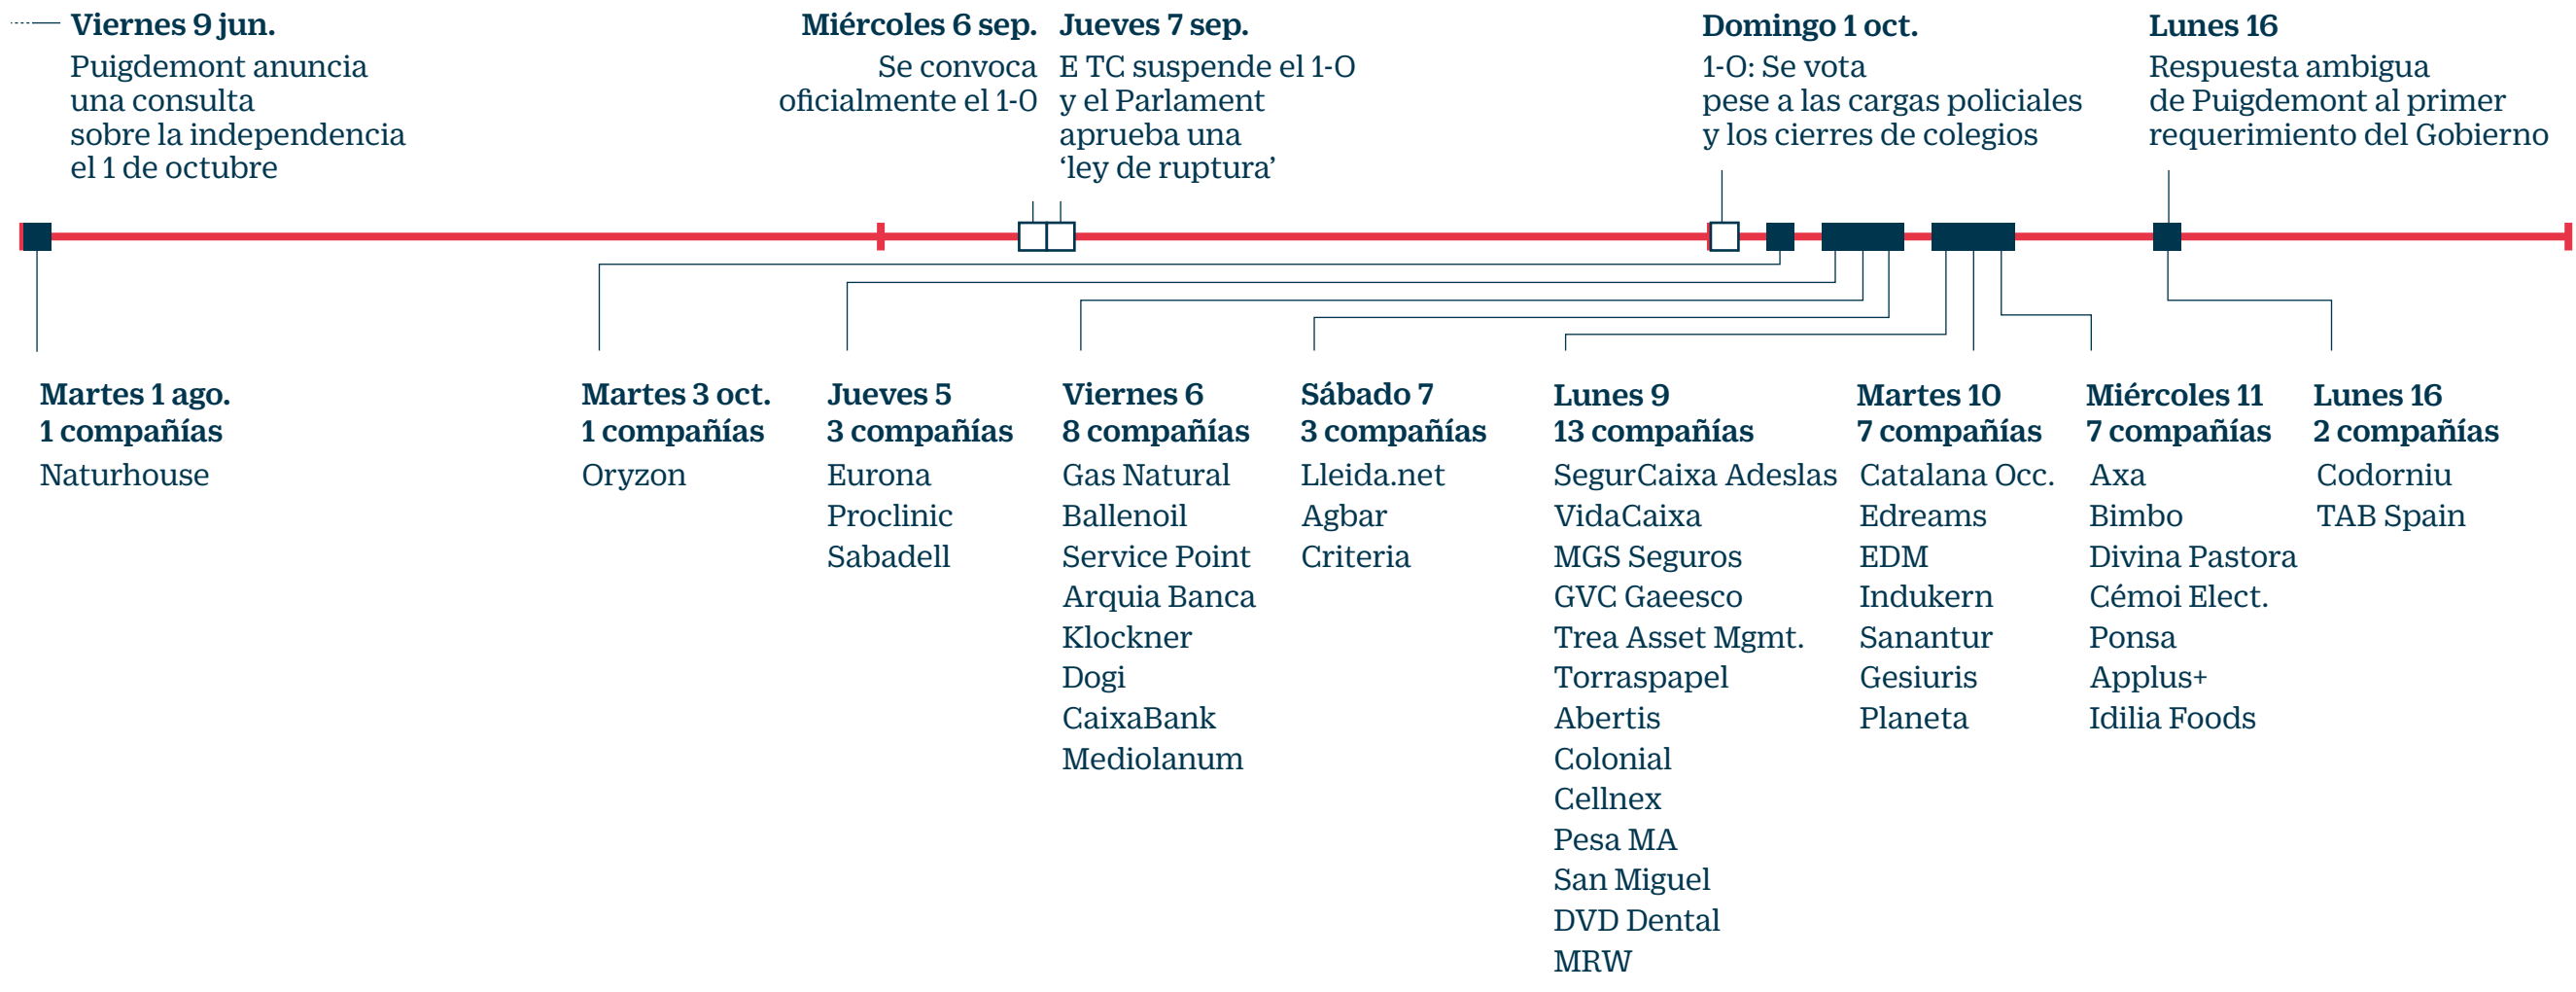 Viernes 9 jun.
Puigdemont anuncia
una consulta
sobre la independencia
el 1 de octubre
Miércoles 6 sep.
Se convoca
oficialmente el 1-O
Jueves 7 sep.
E TC suspende el 1-O
y el Parlament
aprueba una
‘ley de ruptura’
Domingo 1 oct.
1-O: Se vota
pese a las cargas policiales
y los cierres de colegios
Lunes 16
Respuesta ambigua
de Puigdemont al primer
requerimiento del Gobierno
Martes 1 ago.
1 compañías
Naturhouse
Martes 3 oct.
1 compañías
Oryzon
Jueves 5
3 compañías
Eurona
Proclinic
Sabadell
Viernes 6
8 compañías
Gas Natural
Ballenoil
Service Point
Arquia Banca
Klockner
Dogi
CaixaBank
Mediolanum
Sábado 7
3 compañías
Lleida.net
Agbar
Criteria
Lunes 9
13 compañías
SegurCaixa Adeslas
VidaCaixa
MGS Seguros
GVC Gaeesco
Trea Asset Mgmt.
Torraspapel
Abertis
Colonial
Cellnex
Pesa MA
San Miguel
DVD Dental
MRW
Martes 10
7 compañías
Catalana Occ.
Edreams
EDM
Indukern
Sanantur
Gesiuris
Planeta
Miércoles 11
7 compañías
Axa
Bimbo
Divina Pastora
Cémoi Elect.
Ponsa
Applus+
Idilia Foods
Lunes 16
2 compañías
Codorniu
TAB Spain